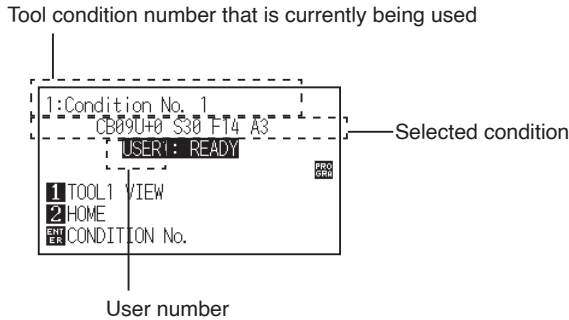 Tool condition number that is currently being used
1:Condition No. 1
CB09U+0 S30 F14 A3
Selected condition
USER1: READY
PRO
GRA
1 TOOL1 VIEW
2 HOME
ENT
ER CONDITION No.
User number